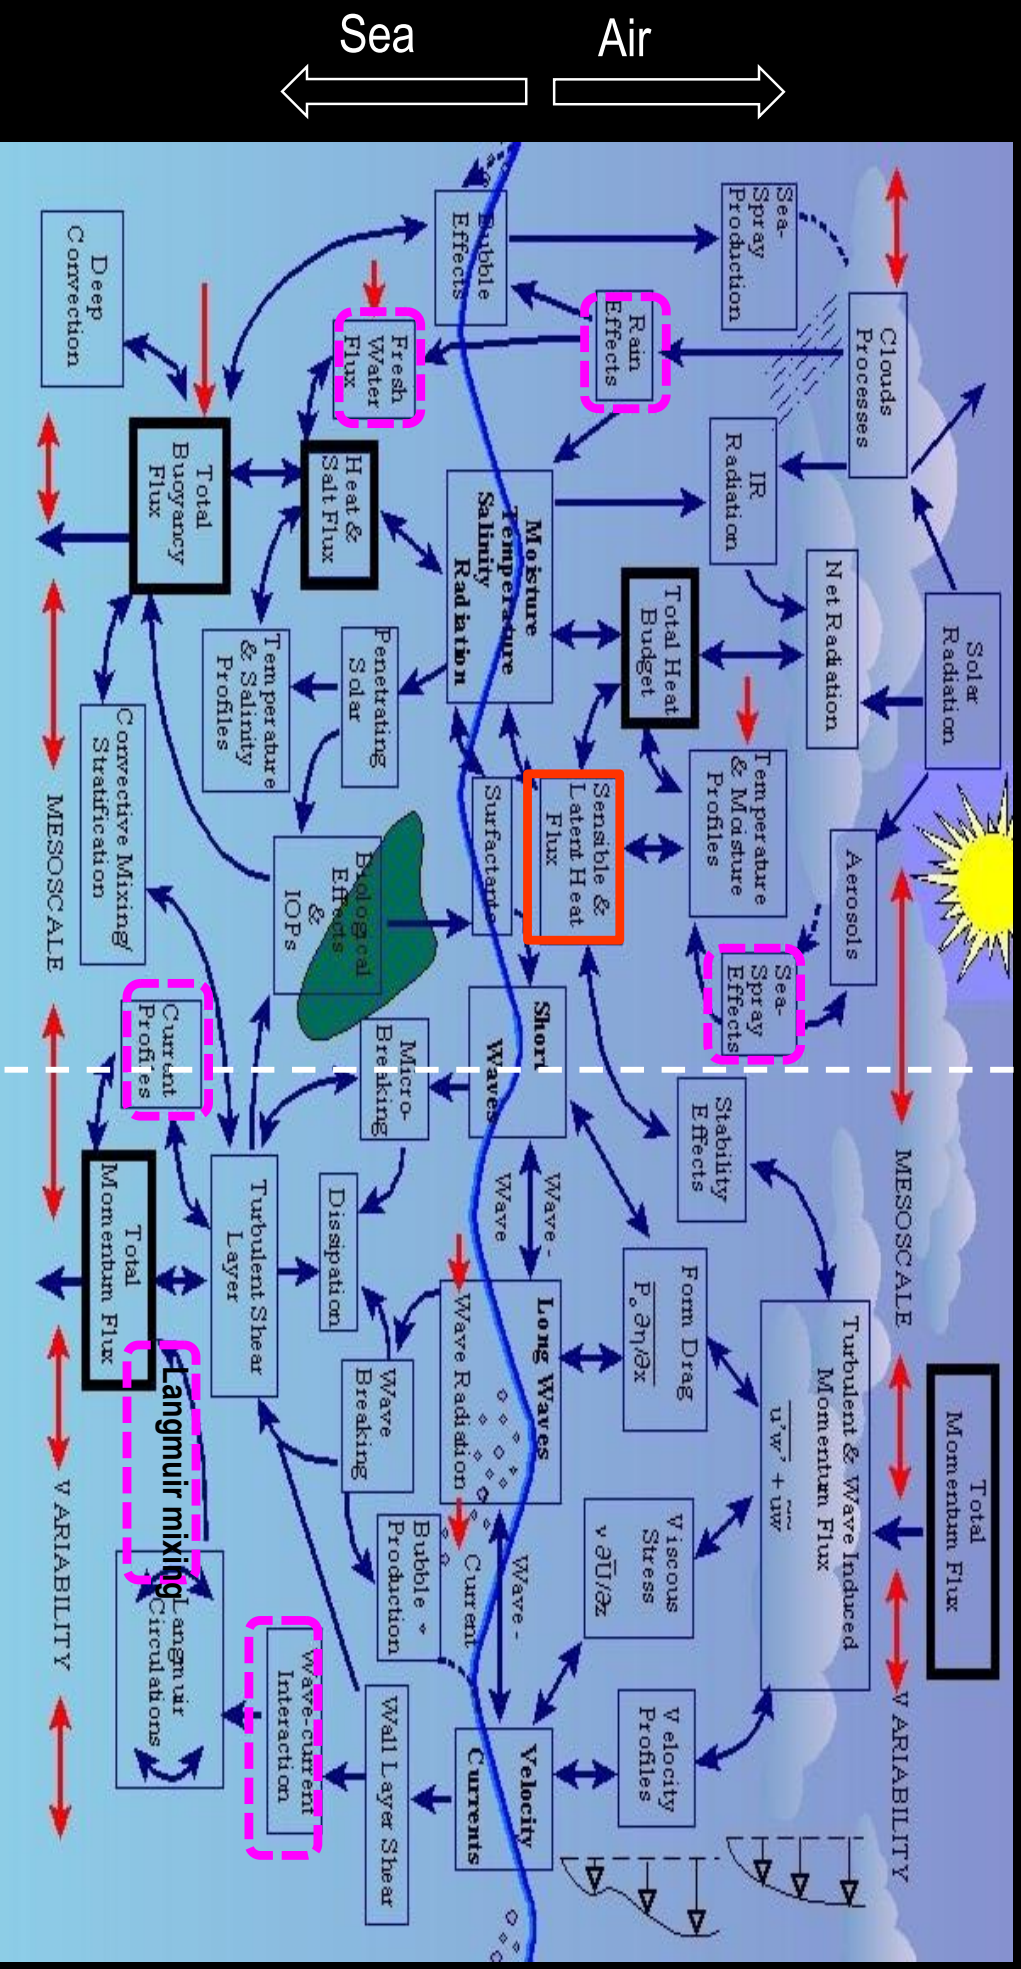 Sea
Air
Deep
Convection
Bubble
Effects
Sea-
Spray
Production
Clouds
Processes
Rain
Effects
Fresh
Water
Flux
IR
Radiation
Total
Buoyancy
Flux
Heat &
Salt Flux
Moisture
Temperature
Salinity
Radiation
Net Radiation
Total Heat
Budget
Solar
Radiation
Penetrating
Solar
Temperature
& Salinity
Profiles
Convective Mixing/
Stratification
Temperature
& Moisture
Profiles
Surfactants
Sensible &
Latent Heat
Flux
Aerosols
Biological
Effects
&
IOPs
Sea-
Spray
Effects
MESOSCALE
VARIABILITY
Current
Profiles
Short
Waves
Micro-
Breaking
Stability
Effects
MESOSCALE
VARIABILITY
Total
Momentum Flux
Turbulent Shear
Layer
Dissipation
Wave-
Wave
Form Drag
P₀∂η/∂x
Long Waves
Wave Radiation
Turbulent & Wave Induced
Momentum Flux
u'w' + uw
Total
Momentum Flux
Wave
Breaking
Langmuir mixing
Viscous
Stress
ν ∂U/∂z
Bubble
Production
Wave-
Current
Langmuir
Circulations
Wave-current
Interaction
Wall Layer Shear
Velocity
Currents
Velocity
Profiles